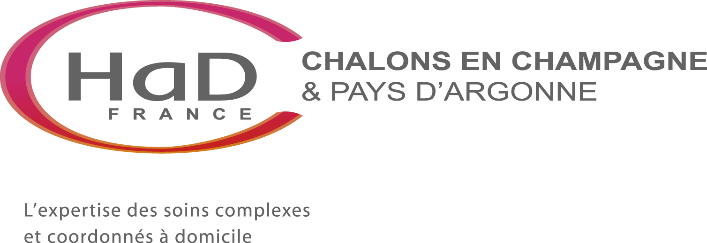 HaD
FRANCE
CHALONS EN CHAMPAGNE
& PAYS D'ARGONNE
L'expertise des soins complexes
et coordonnés à domicile